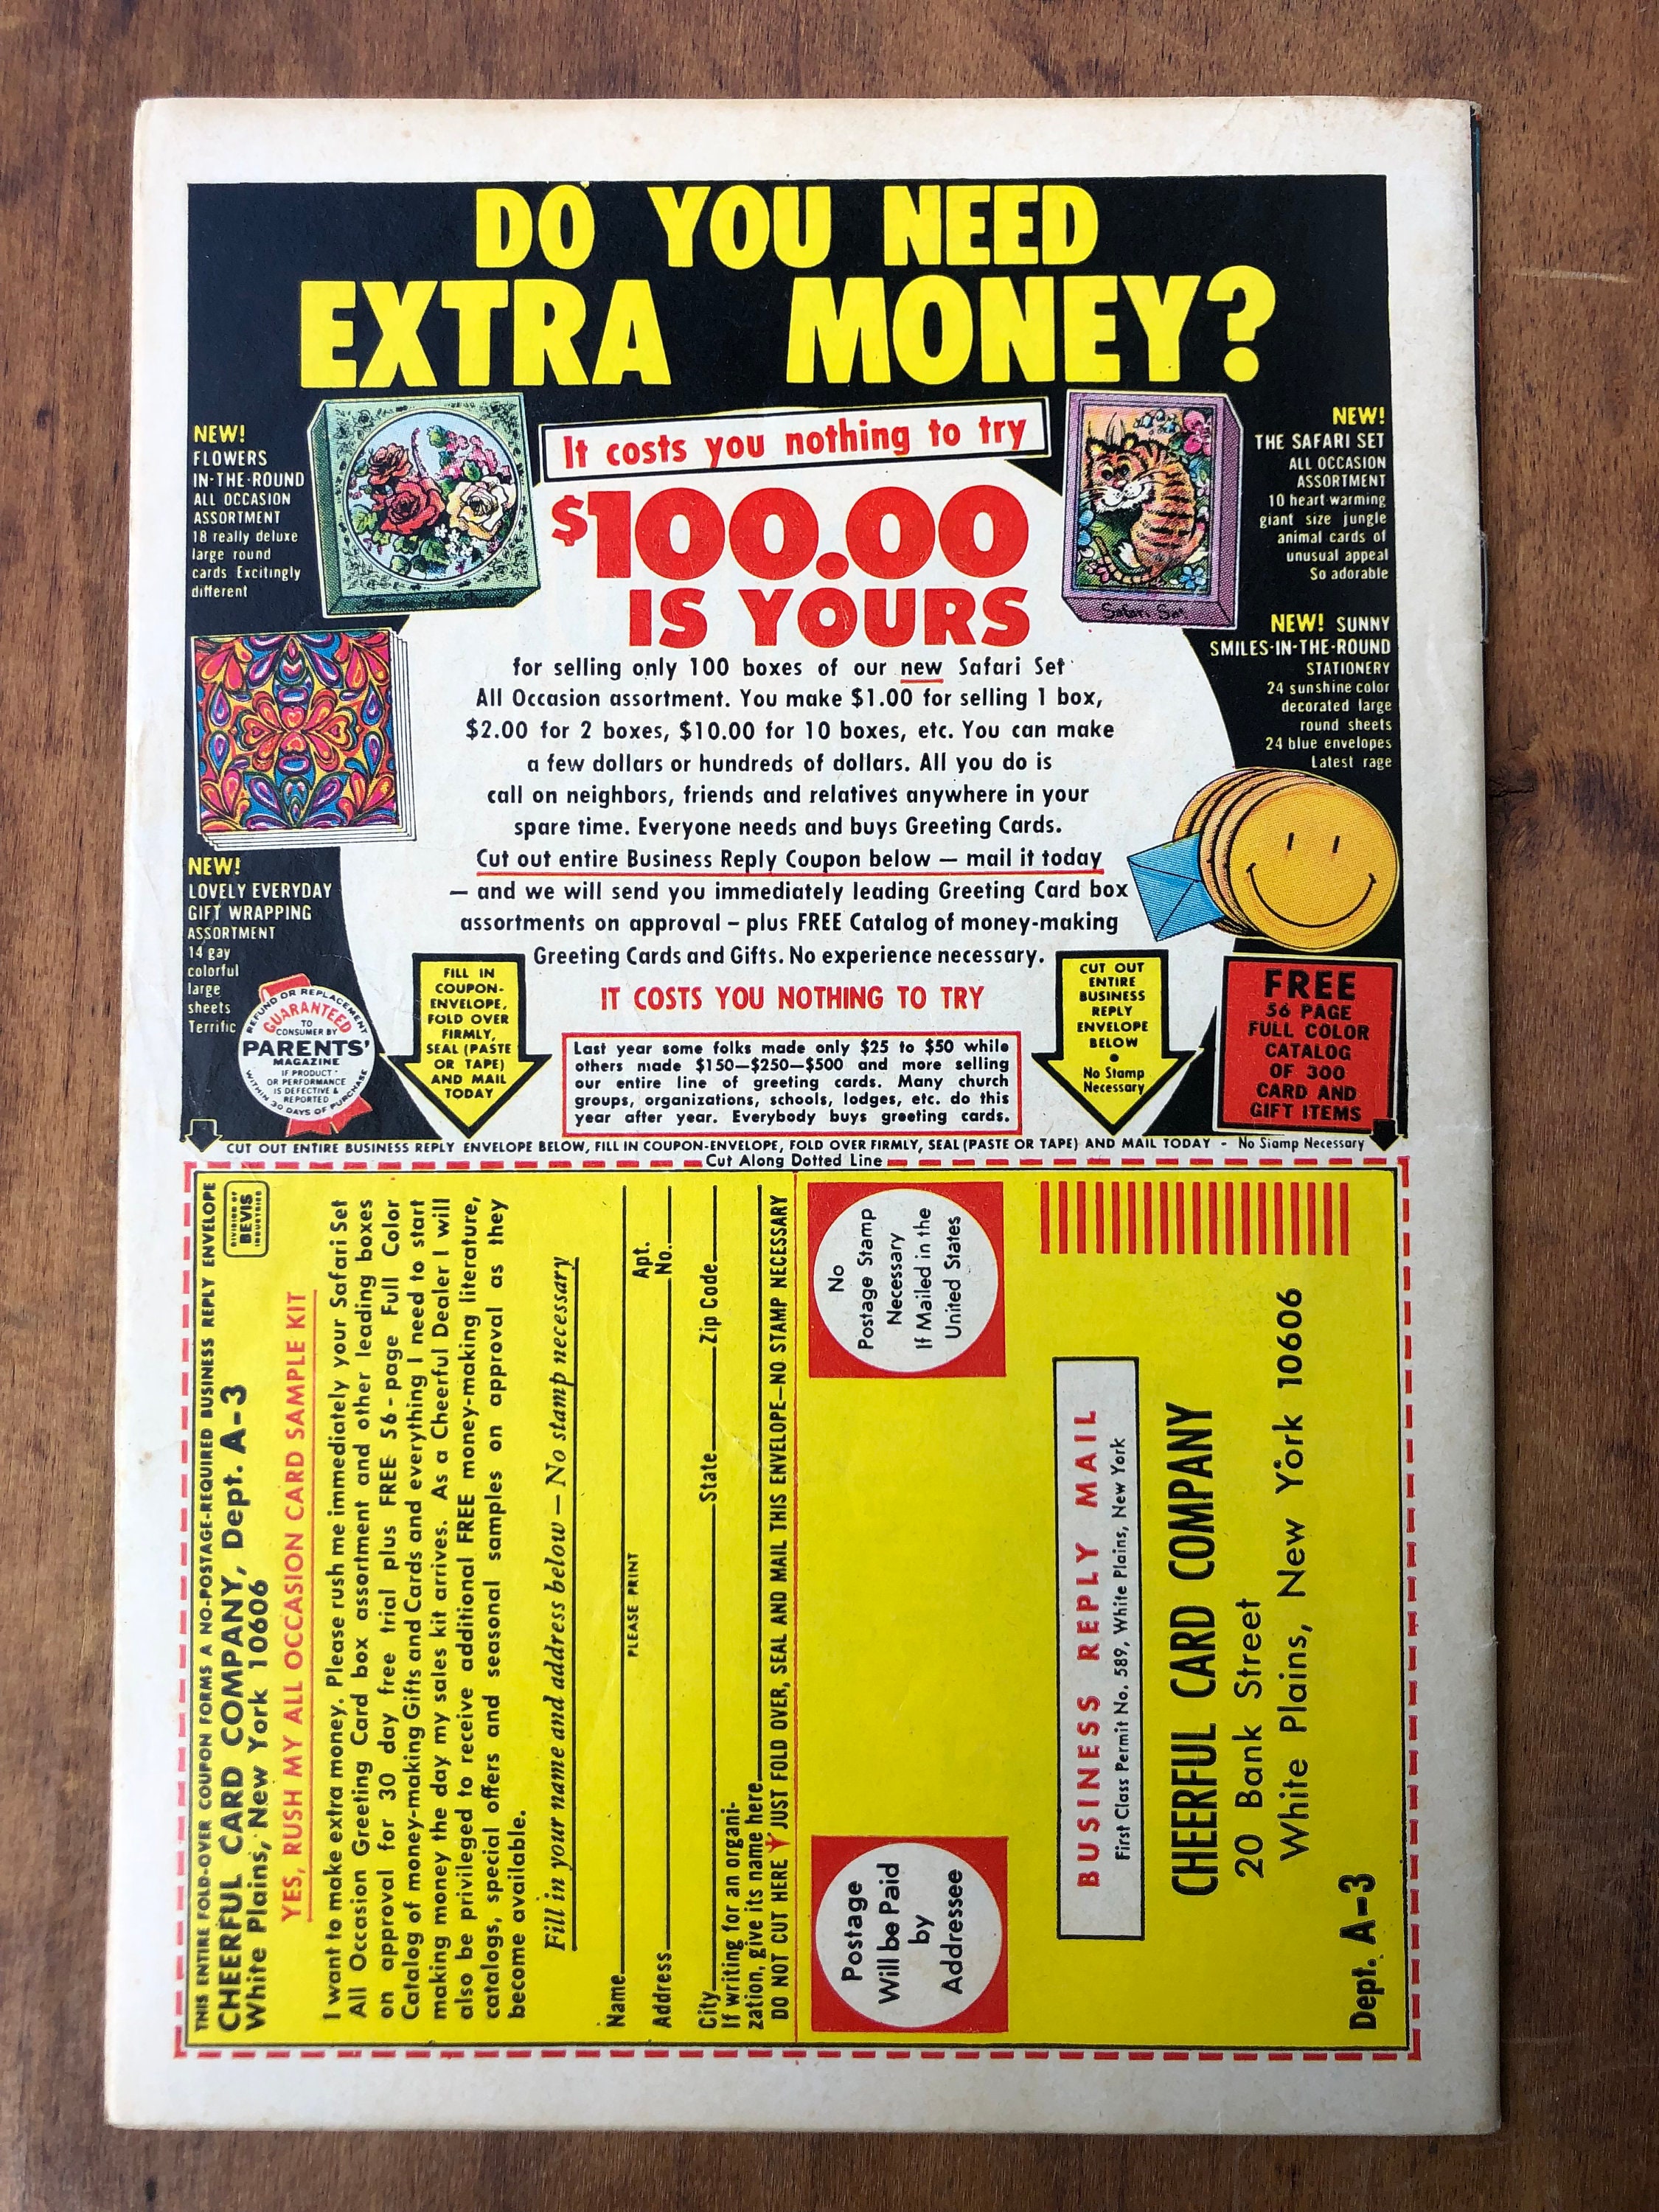 DO YOU NEED
EXTRA MONEY?
It costs you nothing to try
$100.00
IS YOURS
for selling only 100 boxes of our new Safari Set
All Occasion assortment. You make $1.00 for selling 1 box,
$2.00 for 2 boxes, $10.00 for 10 boxes, etc. You can make
a few dollars or hundreds of dollars. All you do is
call on neighbors, friends and relatives anywhere in your
spare time. Everyone needs and buys Greeting Cards.
Cut out entire Business Reply Coupon below — mail it today
— and we will send you immediately leading Greeting Card box
assortments on approval – plus FREE Catalog of money-making
Greeting Cards and Gifts. No experience necessary.
IT COSTS YOU NOTHING TO TRY
Last year some folks made only $25 to $50 while
others made $150—$250—$500 and more selling
our entire line of greeting cards. Many church
groups, organizations, schools, lodges, etc. do this
year after year. Everybody buys greeting cards.
NEW!
FLOWERS
IN-THE-ROUND
ALL OCCASION
ASSORTMENT
18 really deluxe
large round
cards Excitingly
different
NEW!
LOVELY EVERYDAY
GIFT WRAPPING
ASSORTMENT
14 gay
colorful
large
sheets
Terrific
REFUND OR REPLACEMENT
GUARANTEED
TO
CONSUMER BY
PARENTS'
MAGAZINE
IF PRODUCT
OR PERFORMANCE
IS DEFECTIVE &
REPORTED
WITHIN 30 DAYS OF PURCHASE
FILL IN
COUPON-
ENVELOPE,
FOLD OVER
FIRMLY,
SEAL (PASTE
OR TAPE)
AND MAIL
TODAY
NEW!
THE SAFARI SET
ALL OCCASION
ASSORTMENT
10 heart-warming
giant size jungle
animal cards of
unusual appeal
So adorable
Safari Set
NEW! SUNNY
SMILES-IN-THE-ROUND
STATIONERY
24 sunshine color
decorated large
round sheets
24 blue envelopes
Latest rage
CUT OUT
ENTIRE
BUSINESS
REPLY
ENVELOPE
BELOW
•
No Stamp
Necessary
FREE
56 PAGE
FULL COLOR
CATALOG
OF 300
CARD AND
GIFT ITEMS
CUT OUT ENTIRE BUSINESS REPLY ENVELOPE BELOW, FILL IN COUPON-ENVELOPE, FOLD OVER FIRMLY, SEAL (PASTE OR TAPE) AND MAIL TODAY - No Stamp Necessary
Cut Along Dotted Line
THIS ENTIRE FOLD-OVER COUPON FORMS A NO-POSTAGE-REQUIRED BUSINESS REPLY ENVELOPE
CHEERFUL CARD COMPANY, Dept. A-3
White Plains, New York 10606
DIVISION OF
BEVIS
INDUSTRIES
YES, RUSH MY ALL OCCASION CARD SAMPLE KIT
I want to make extra money. Please rush me immediately your Safari Set
All Occasion Greeting Card box assortment and other leading boxes
on approval for 30 day free trial plus FREE 56-page Full Color
Catalog of money-making Gifts and Cards and everything I need to start
making money the day my sales kit arrives. As a Cheerful Dealer I will
also be privileged to receive additional FREE money-making literature,
catalogs, special offers and seasonal samples on approval as they
become available.
Fill in your name and address below — No stamp necessary
Name
PLEASE PRINT
Address Apt. No.
City State Zip Code
If writing for an organi-
zation, give its name here
DO NOT CUT HERE JUST FOLD OVER, SEAL AND MAIL THIS ENVELOPE—NO STAMP NECESSARY
Postage
Will be Paid
by
Addressee
No
Postage Stamp
Necessary
If Mailed in the
United States
BUSINESS REPLY MAIL
First Class Permit No. 589, White Plains, New York
CHEERFUL CARD COMPANY
20 Bank Street
White Plains, New York 10606
Dept. A-3